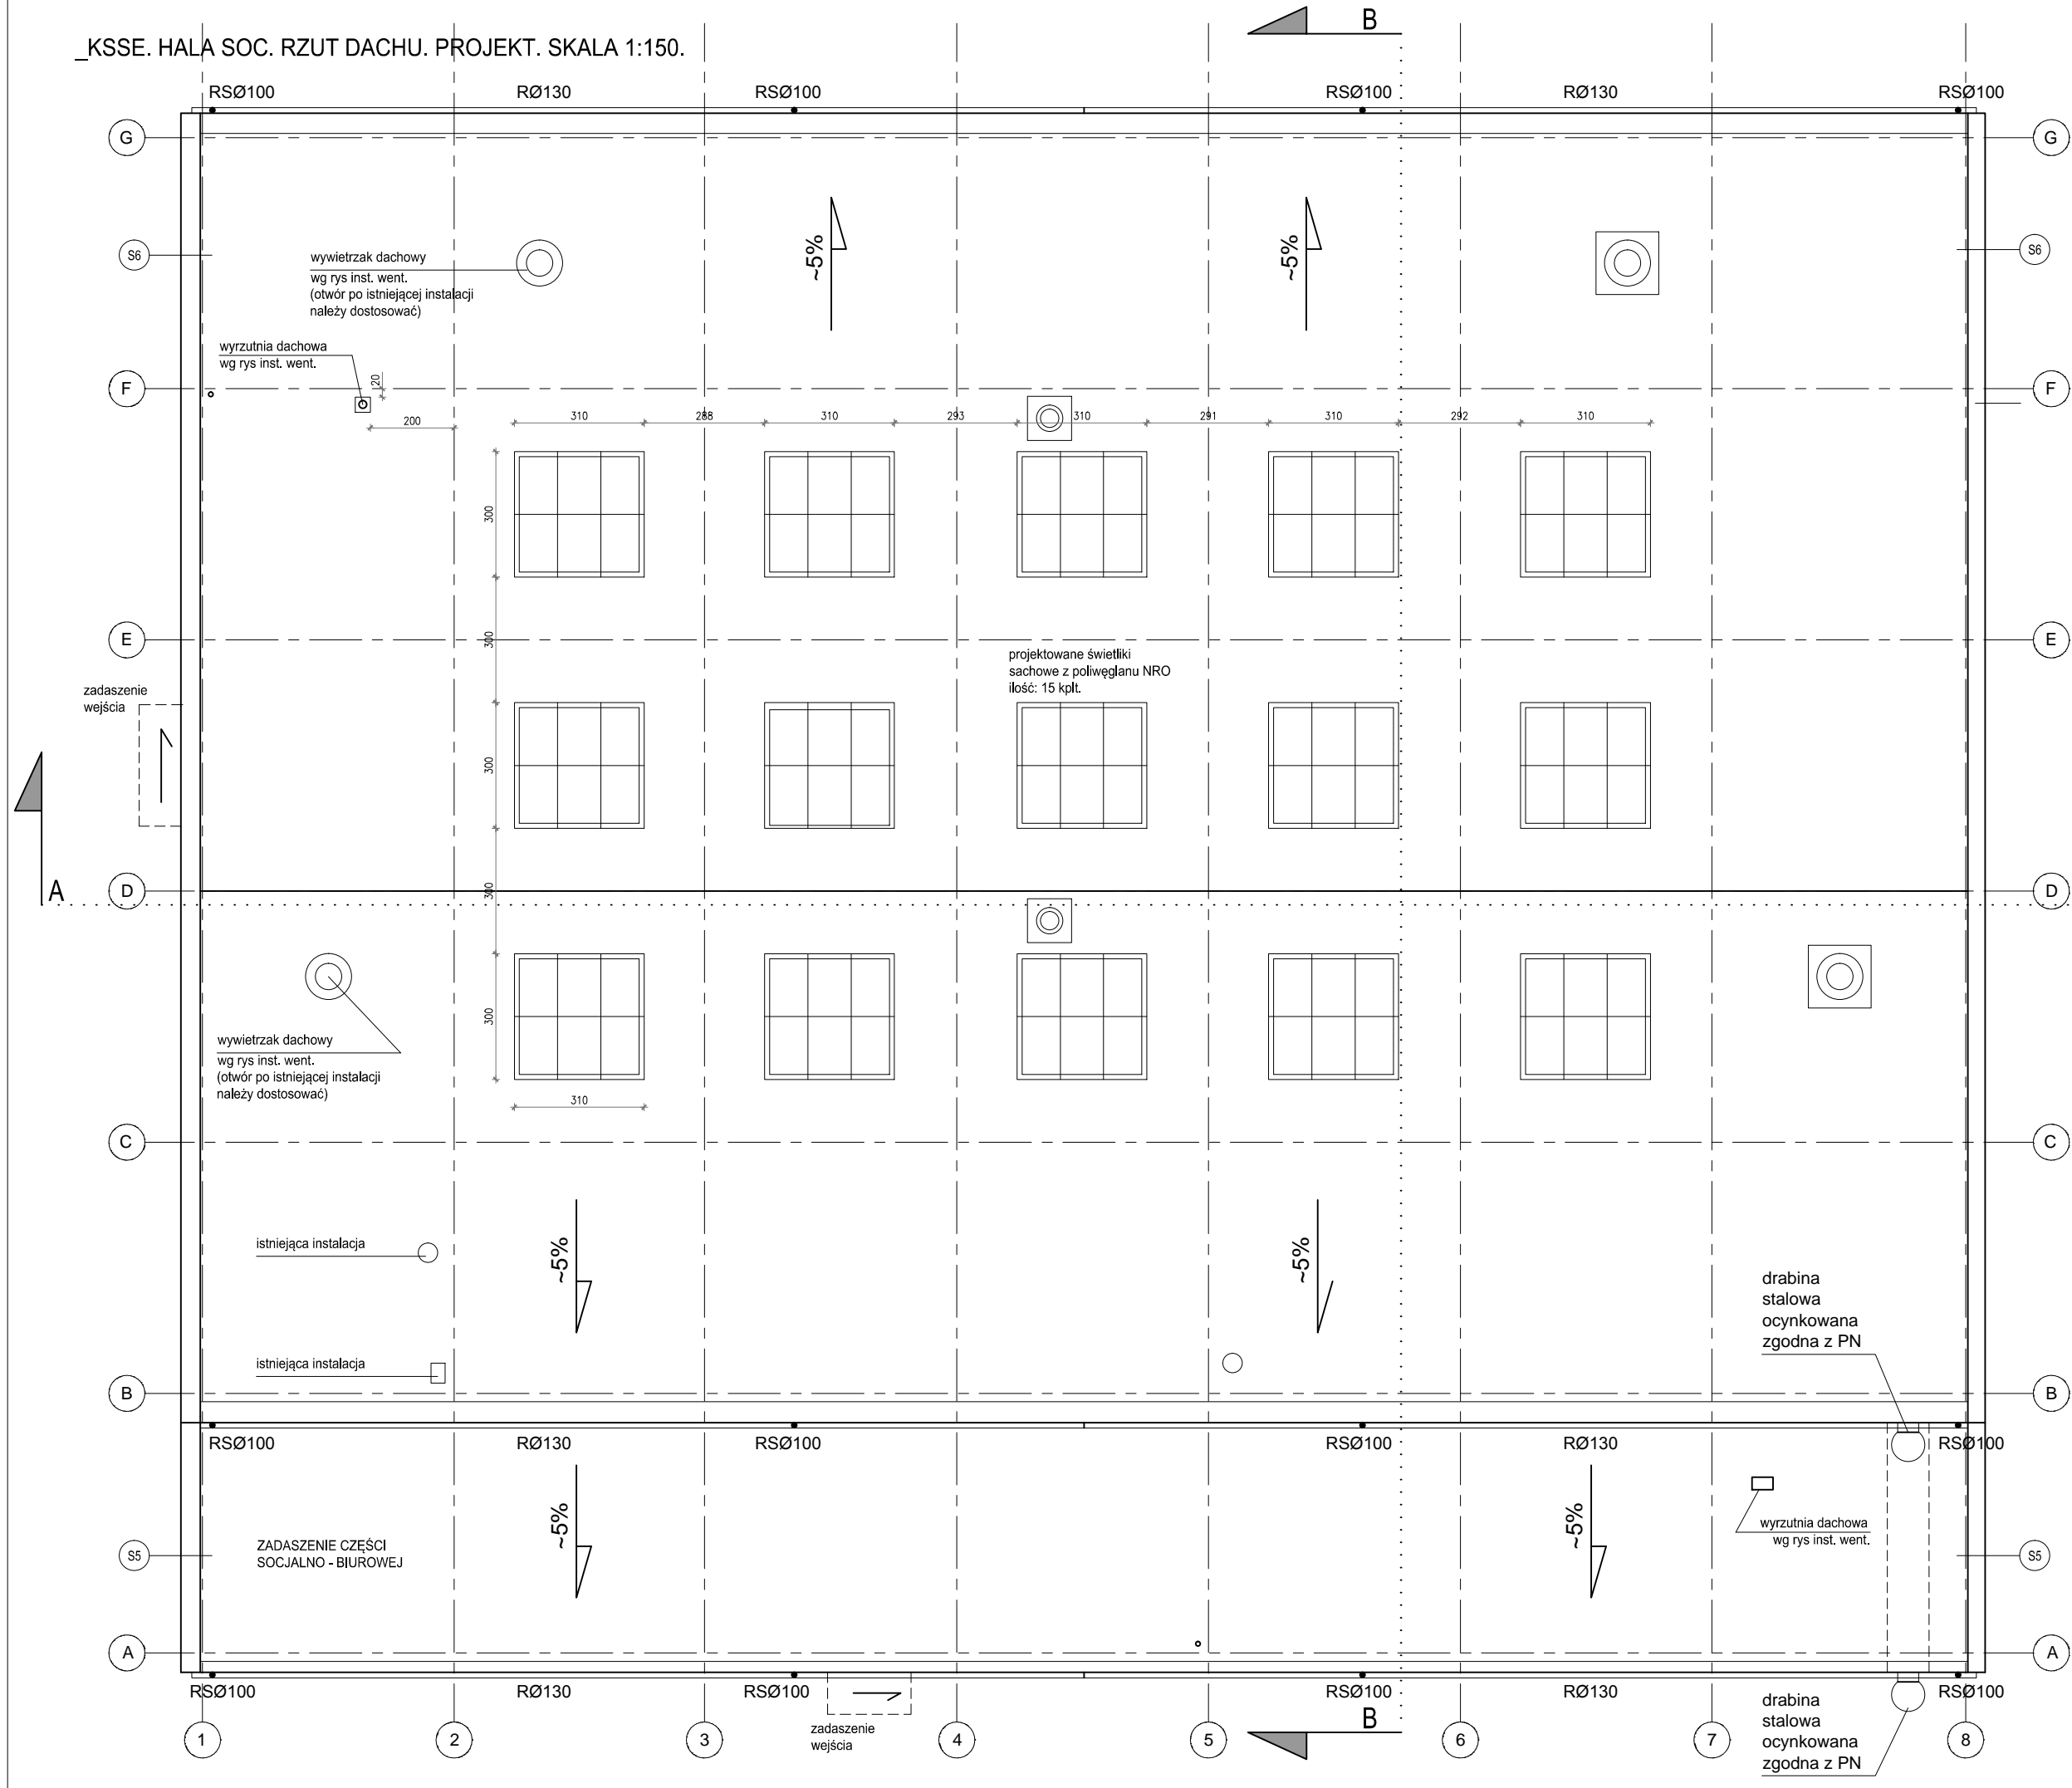 _KSSE. HALA SOC. RZUT DACHU. PROJEKT. SKALA 1:150.
B
RSØ100 RØ130 RSØ100 RSØ100 RØ130 RSØ100
G G
S6 S6
wywietrzak dachowy
wg rys inst. went.
(otwór po istniejącej instalacji
należy dostosować)
~5% ~5%
wyrzutnia dachowa
wg rys inst. went.
F F
20
200 310 288 310 293 310 291 310 292 310
300
E E
300
projektowane świetliki
sachowe z poliwęglanu NRO
ilość: 15 kplt.
zadaszenie
wejścia
300
A
D D
300
wywietrzak dachowy
wg rys inst. went.
(otwór po istniejącej instalacji
należy dostosować)
300
310
C C
istniejąca instalacja
~5% ~5%
drabina
stalowa
ocynkowana
zgodna z PN
istniejąca instalacja
B B
RSØ100 RØ130 RSØ100 RSØ100 RØ130 RSØ100
~5% ~5%
wyrzutnia dachowa
wg rys inst. went.
ZADASZENIE CZĘŚCI
SOCJALNO - BIUROWEJ
S5 S5
A A
RSØ100 RØ130 RSØ100 RSØ100 RØ130 RSØ100
zadaszenie
wejścia
B
drabina
stalowa
ocynkowana
zgodna z PN
1 2 3 4 5 6 7 8